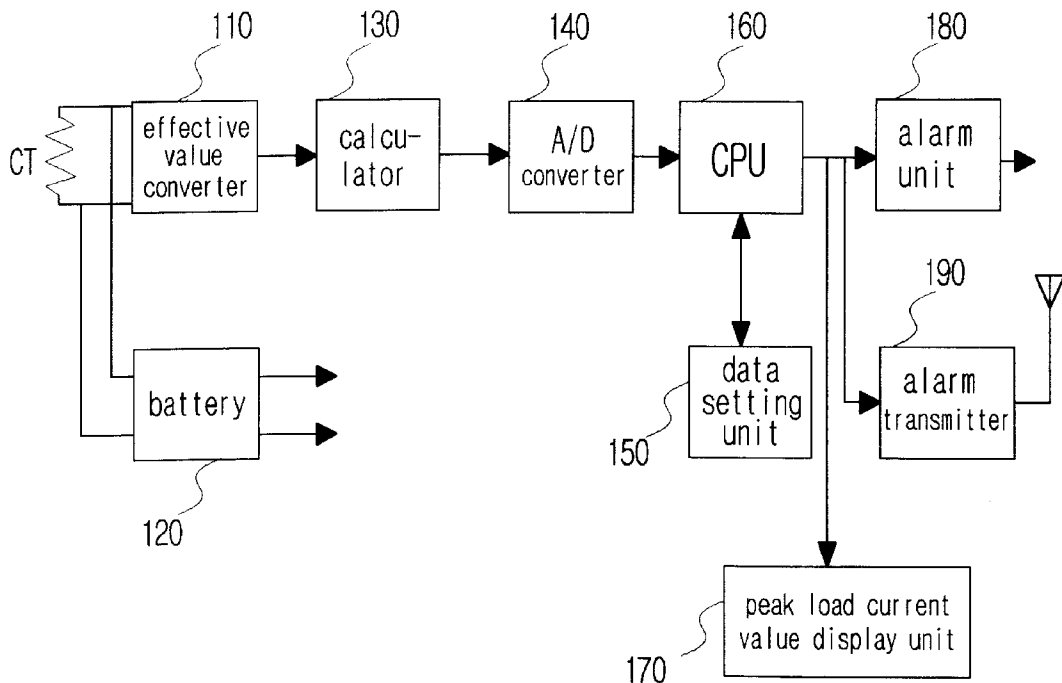 110
130
140
160
180
CT
effective
value
converter
calcu-
lator
A/D
converter
CPU
alarm
unit
190
battery
120
data
setting
unit
150
alarm
transmitter
peak load current
value display unit
170